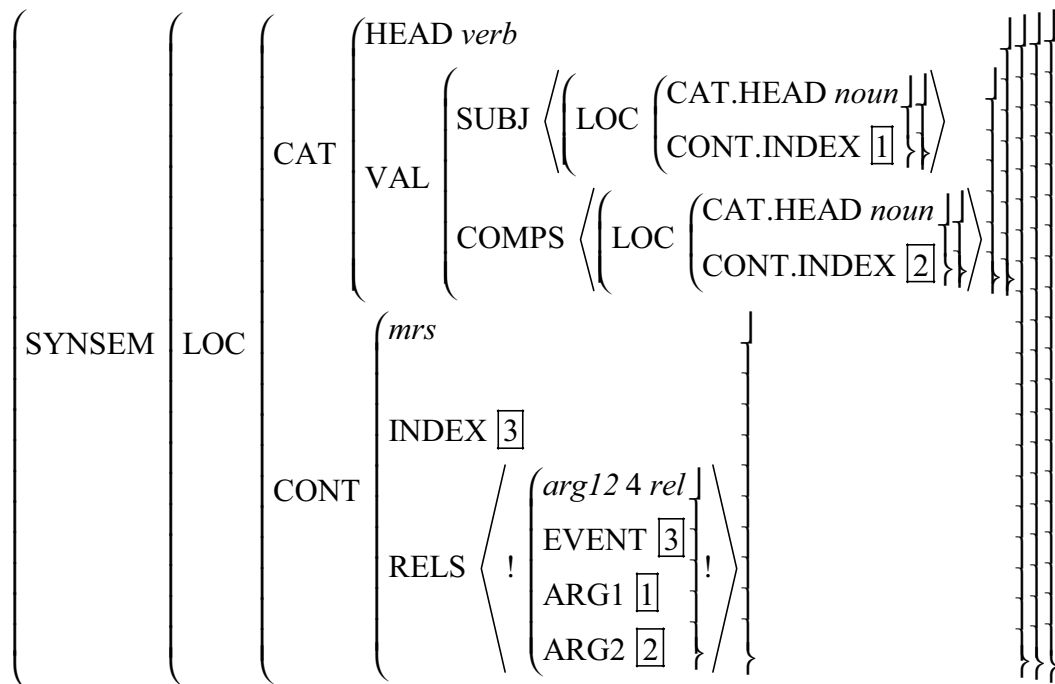 HEAD verb
SUBJ ⟨ LOC CAT.HEAD noun
CONT.INDEX 1 ⟩
CAT
VAL
COMPS ⟨ LOC CAT.HEAD noun
CONT.INDEX 2 ⟩
SYNSEM LOC
mrs
INDEX 3
CONT
RELS ⟨ ! arg12 4 rel
EVENT 3
ARG1 1
ARG2 2 ! ⟩